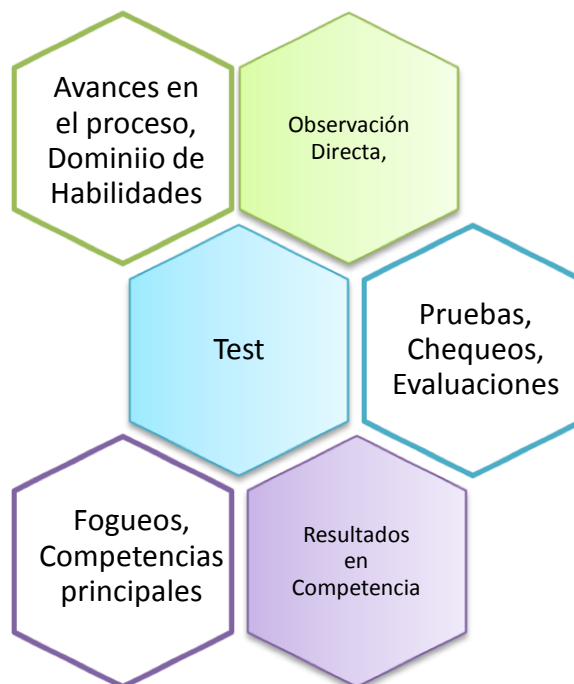 Avances en
el proceso,
Dominiio de
Habilidades
Observación
Directa,
Test
Pruebas,
Chequeos,
Evaluaciones
Fogueos,
Competencias
principales
Resultados
en
Competencia